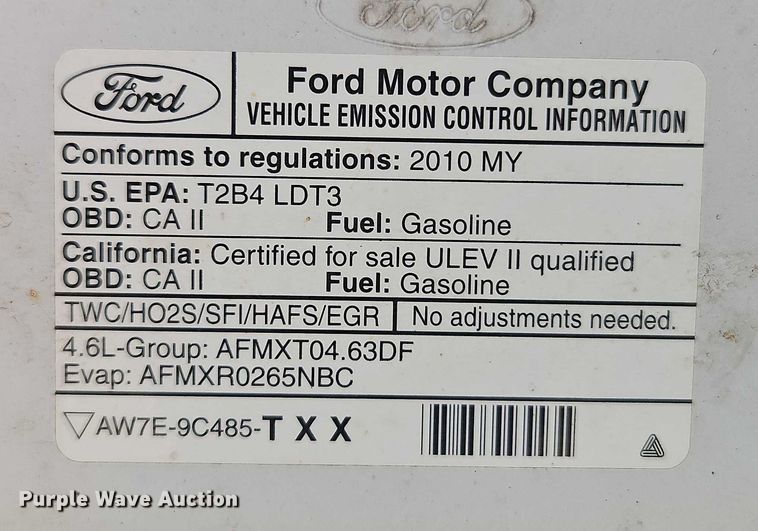 Ford
Ford
Ford Motor Company
VEHICLE EMISSION CONTROL INFORMATION
Conforms to regulations: 2010 MY
U.S. EPA: T2B4 LDT3
OBD: CA II Fuel: Gasoline
California: Certified for sale ULEV II qualified
OBD: CA II Fuel: Gasoline
TWC/HO2S/SFI/HAFS/EGR No adjustments needed.
4.6L-Group: AFMXT04.63DF
Evap: AFMXR0265NBC
AW7E-9C485-T X X
Purple Wave Auction